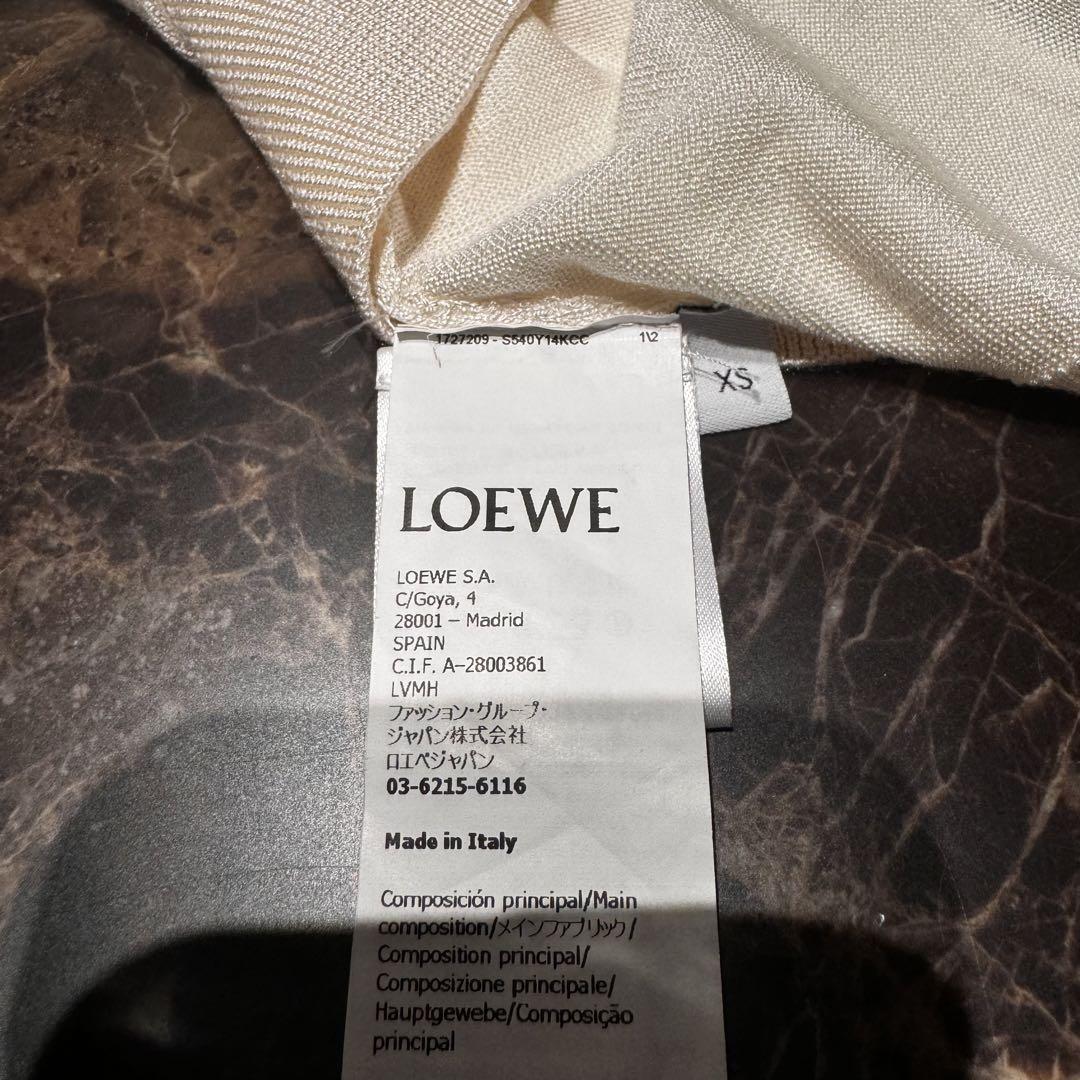 1727209 - S540Y14KCC 1\2
XS
LOEWE
LOEWE S.A.
C/Goya, 4
28001 – Madrid
SPAIN
C.I.F. A–28003861
LVMH
ファッション・グループ・
ジャパン株式会社
ロエベジャパン
03-6215-6116
Made in Italy
Composición principal/Main
composition/メインファブリック/
Composition principal/
Composizione principale/
Hauptgewebe/Composição
principal